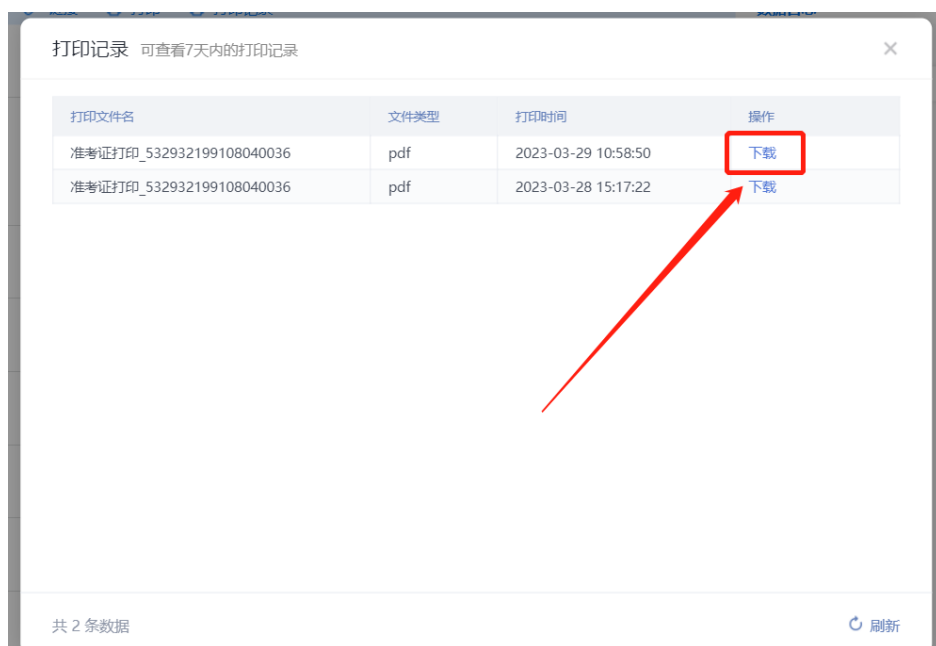 打印记录 可查看7天内的打印记录
打印文件名 文件类型 打印时间 操作
准考证打印_532932199108040036 pdf 2023-03-29 10:58:50 下载
准考证打印_532932199108040036 pdf 2023-03-28 15:17:22 下载
共 2 条数据 刷新